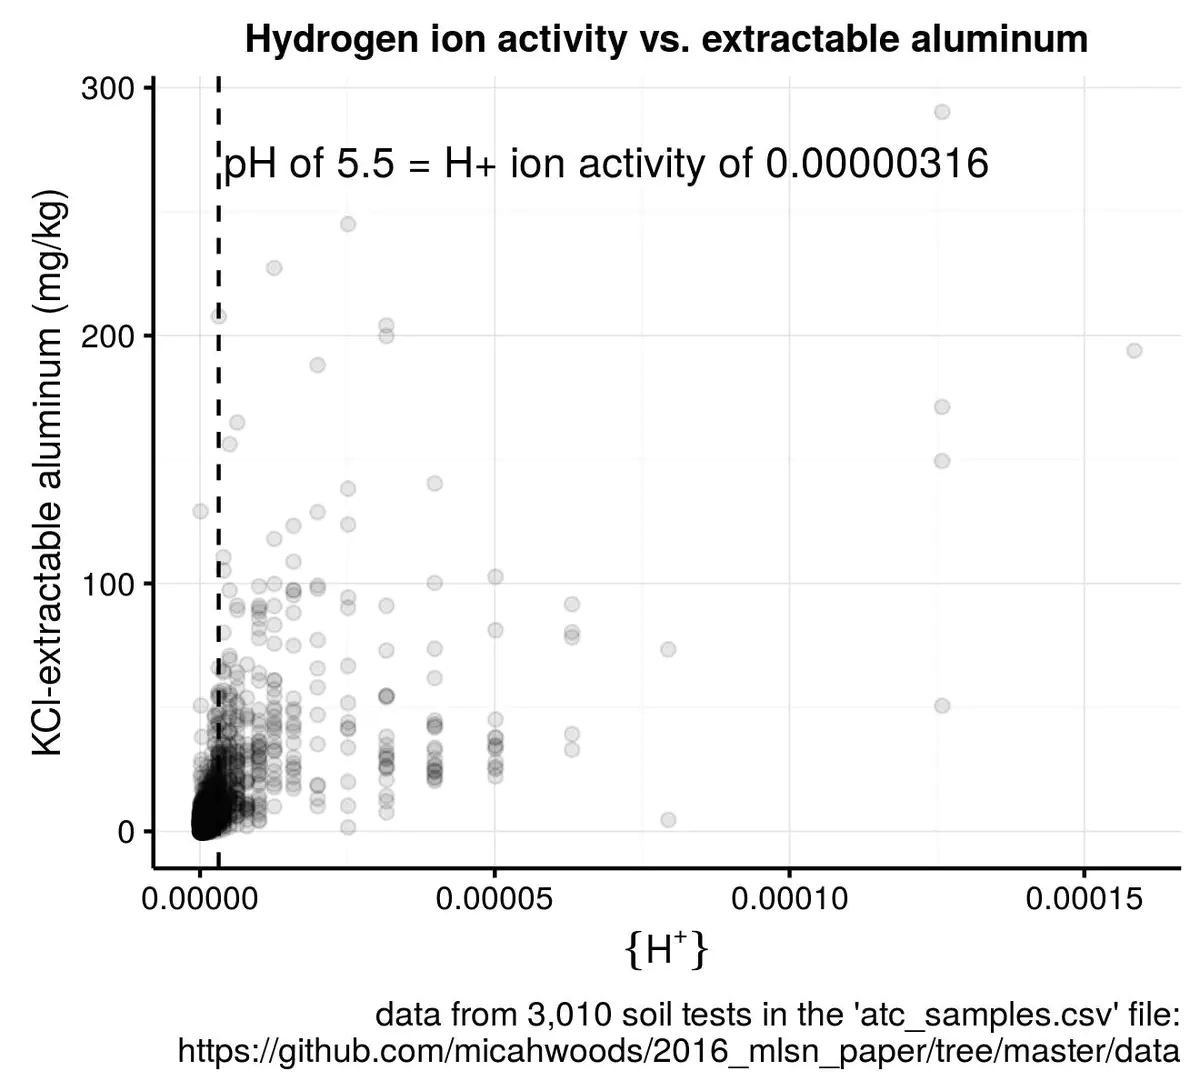 Hydrogen ion activity vs. extractable aluminum
300
pH of 5.5 = H+ ion activity of 0.00000316
200
100
0
KCl-extractable aluminum (mg/kg)
0.00000 0.00005 0.00010 0.00015
{H⁺}
data from 3,010 soil tests in the 'atc_samples.csv' file:
https://github.com/micahwoods/2016_mlsn_paper/tree/master/data